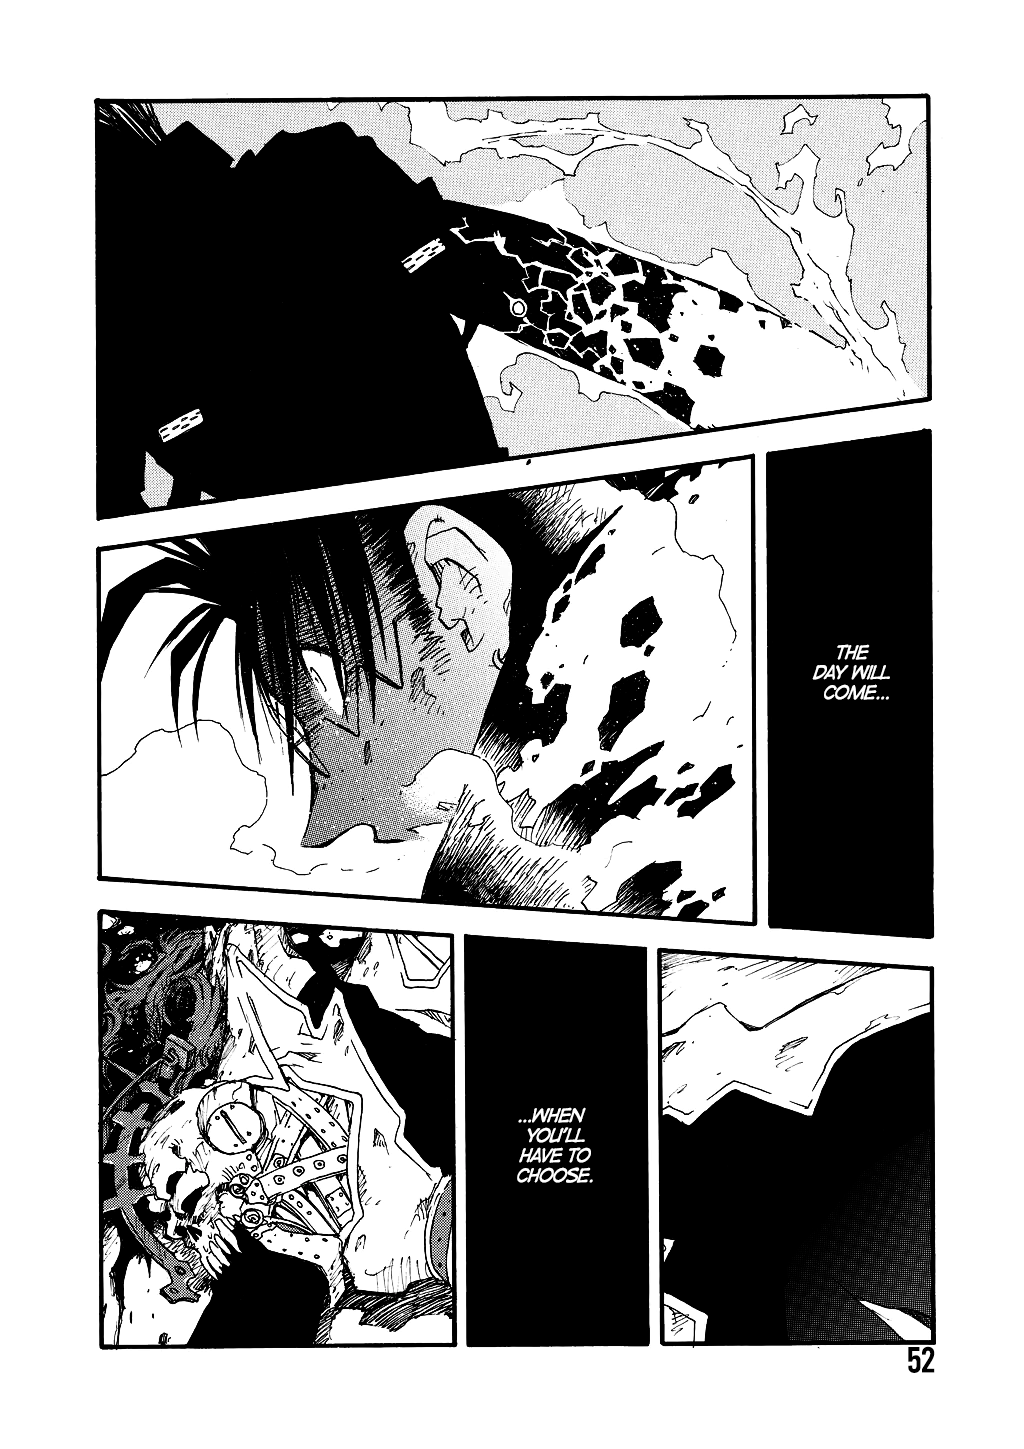 THE
DAY WILL
COME...
...WHEN
YOU'LL
HAVE TO
CHOOSE.
52